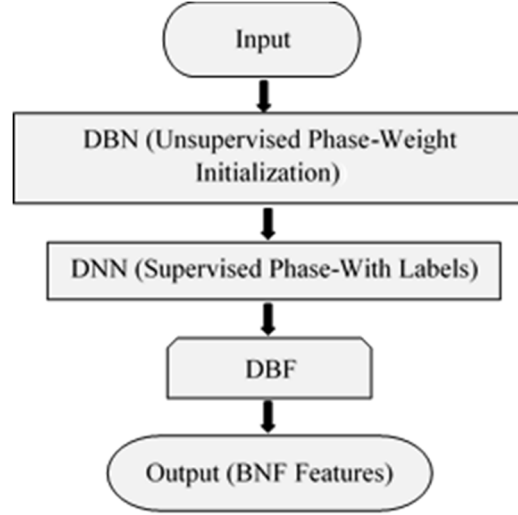 Input
DBN (Unsupervised Phase-Weight
Initialization)
DNN (Supervised Phase-With Labels)
DBF
Output (BNF Features)